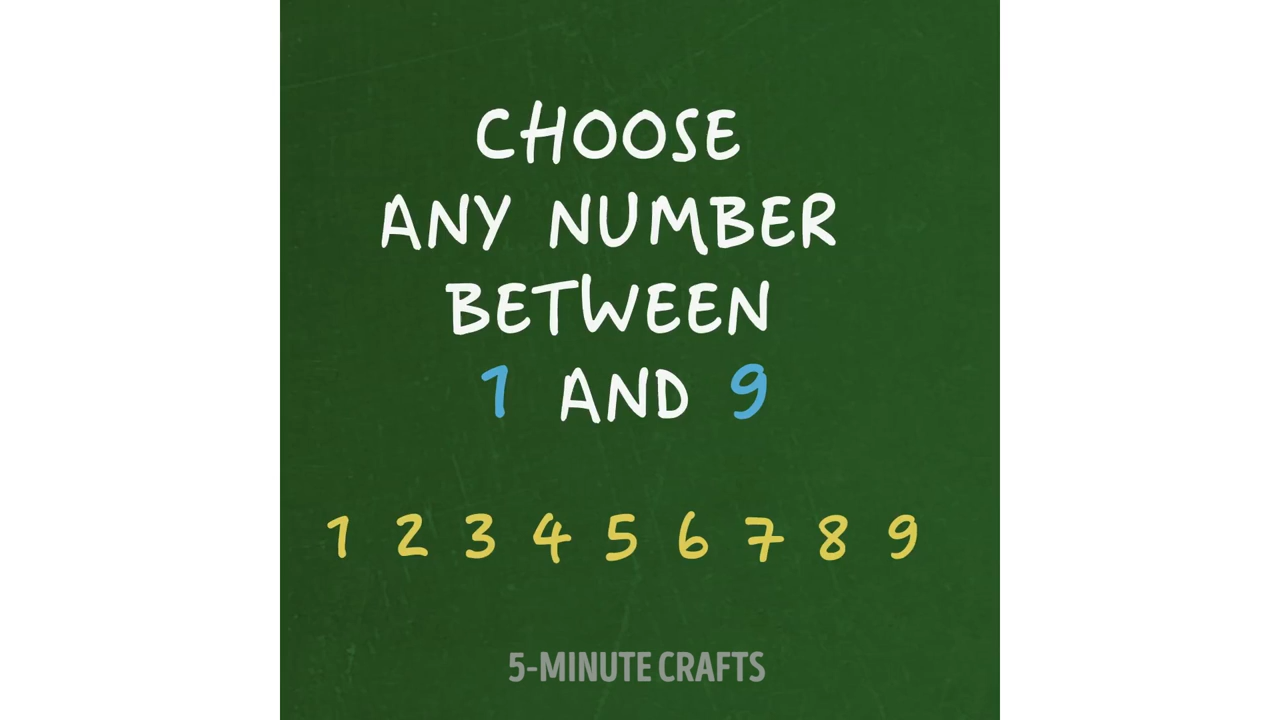 CHOOSE
ANY NUMBER
BETWEEN
1 AND 9
1 2 3 4 5 6 7 8 9
5-MINUTE CRAFTS